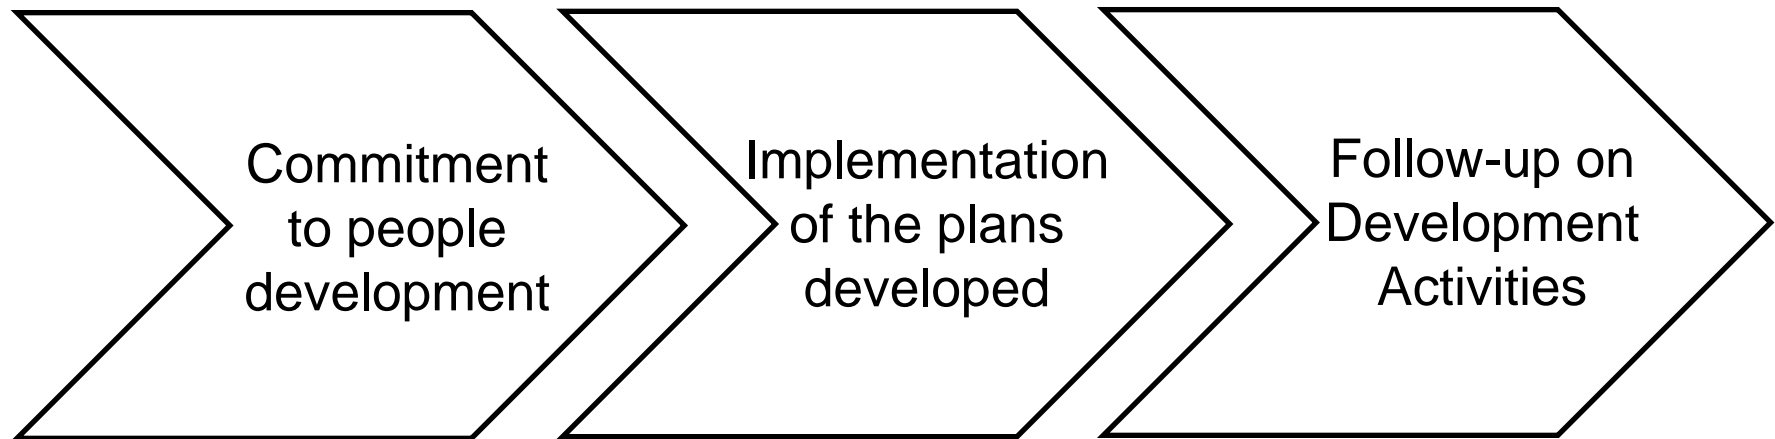 Commitment
to people
development
Implementation
of the plans
developed
Follow-up on
Development
Activities